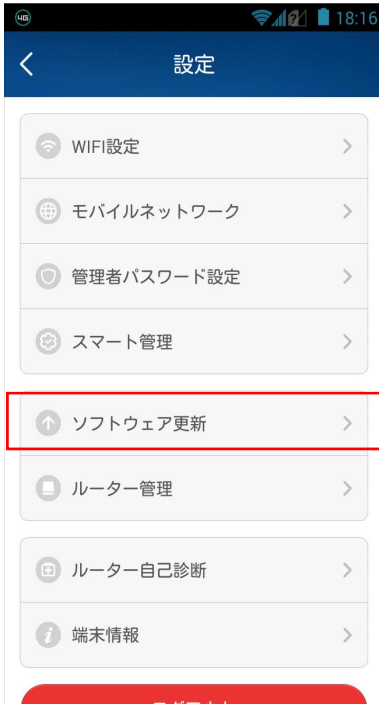 4G 18:16
設定
WIFI設定
モバイルネットワーク
管理者パスワード設定
スマート管理
ソフトウェア更新
ルーター管理
ルーター自己診断
端末情報